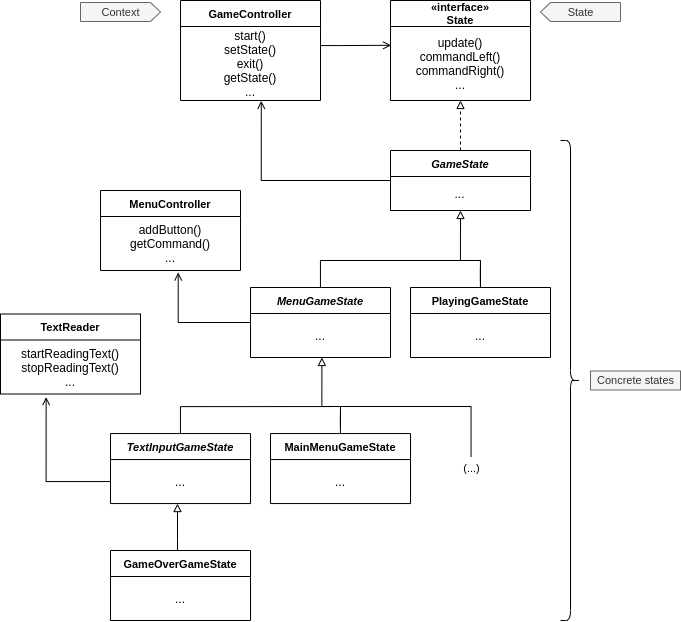 Context
GameController
start()
setState()
exit()
getState()
...
«interface»
State
update()
commandLeft()
commandRight()
...
State
GameState
...
MenuController
addButton()
getCommand()
...
MenuGameState
...
PlayingGameState
...
TextReader
startReadingText()
stopReadingText()
...
Concrete states
TextInputGameState
...
MainMenuGameState
...
(...)
GameOverGameState
...